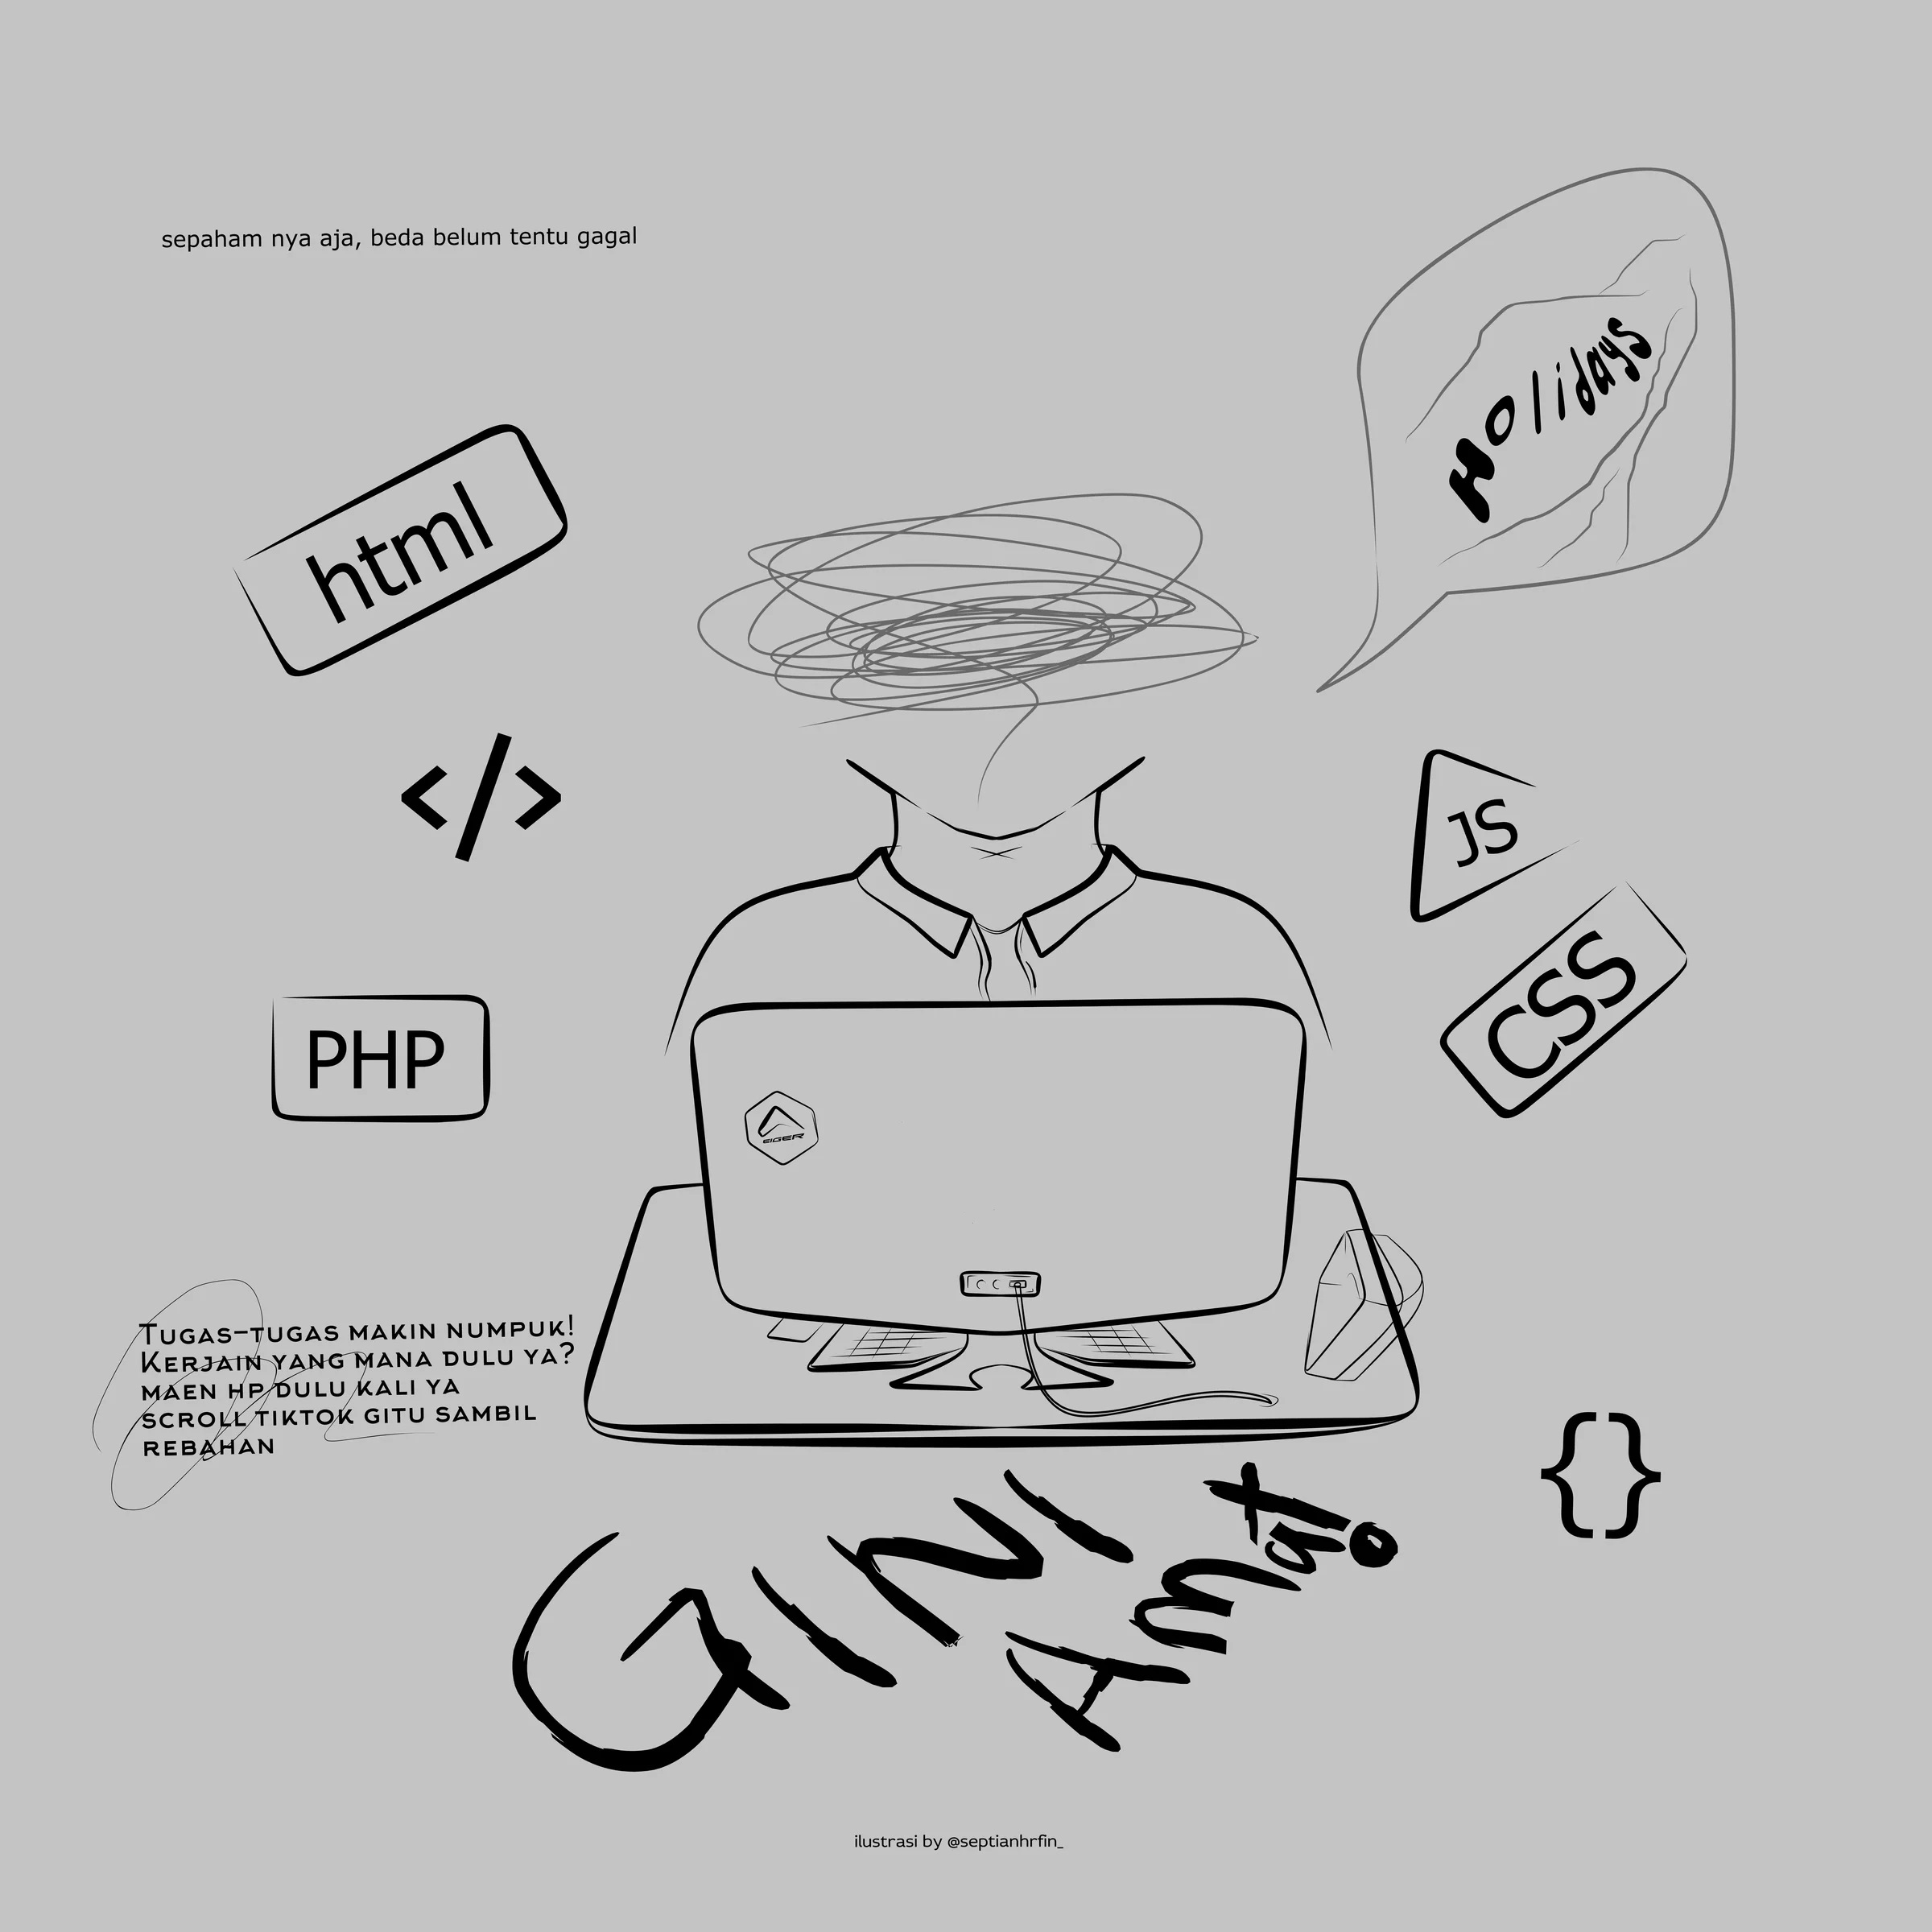 sepaham nya aja, beda belum tentu gagal
Holidays
html
</>
JS
CSS
PHP
EIGER
Tugas-tugas makin numpuk!
Kerjain yang mana dulu ya?
maen hp dulu kali ya
scroll tiktok gitu sambil
rebahan
{}
GINI
Amat
ilustrasi by @septianhrfin_